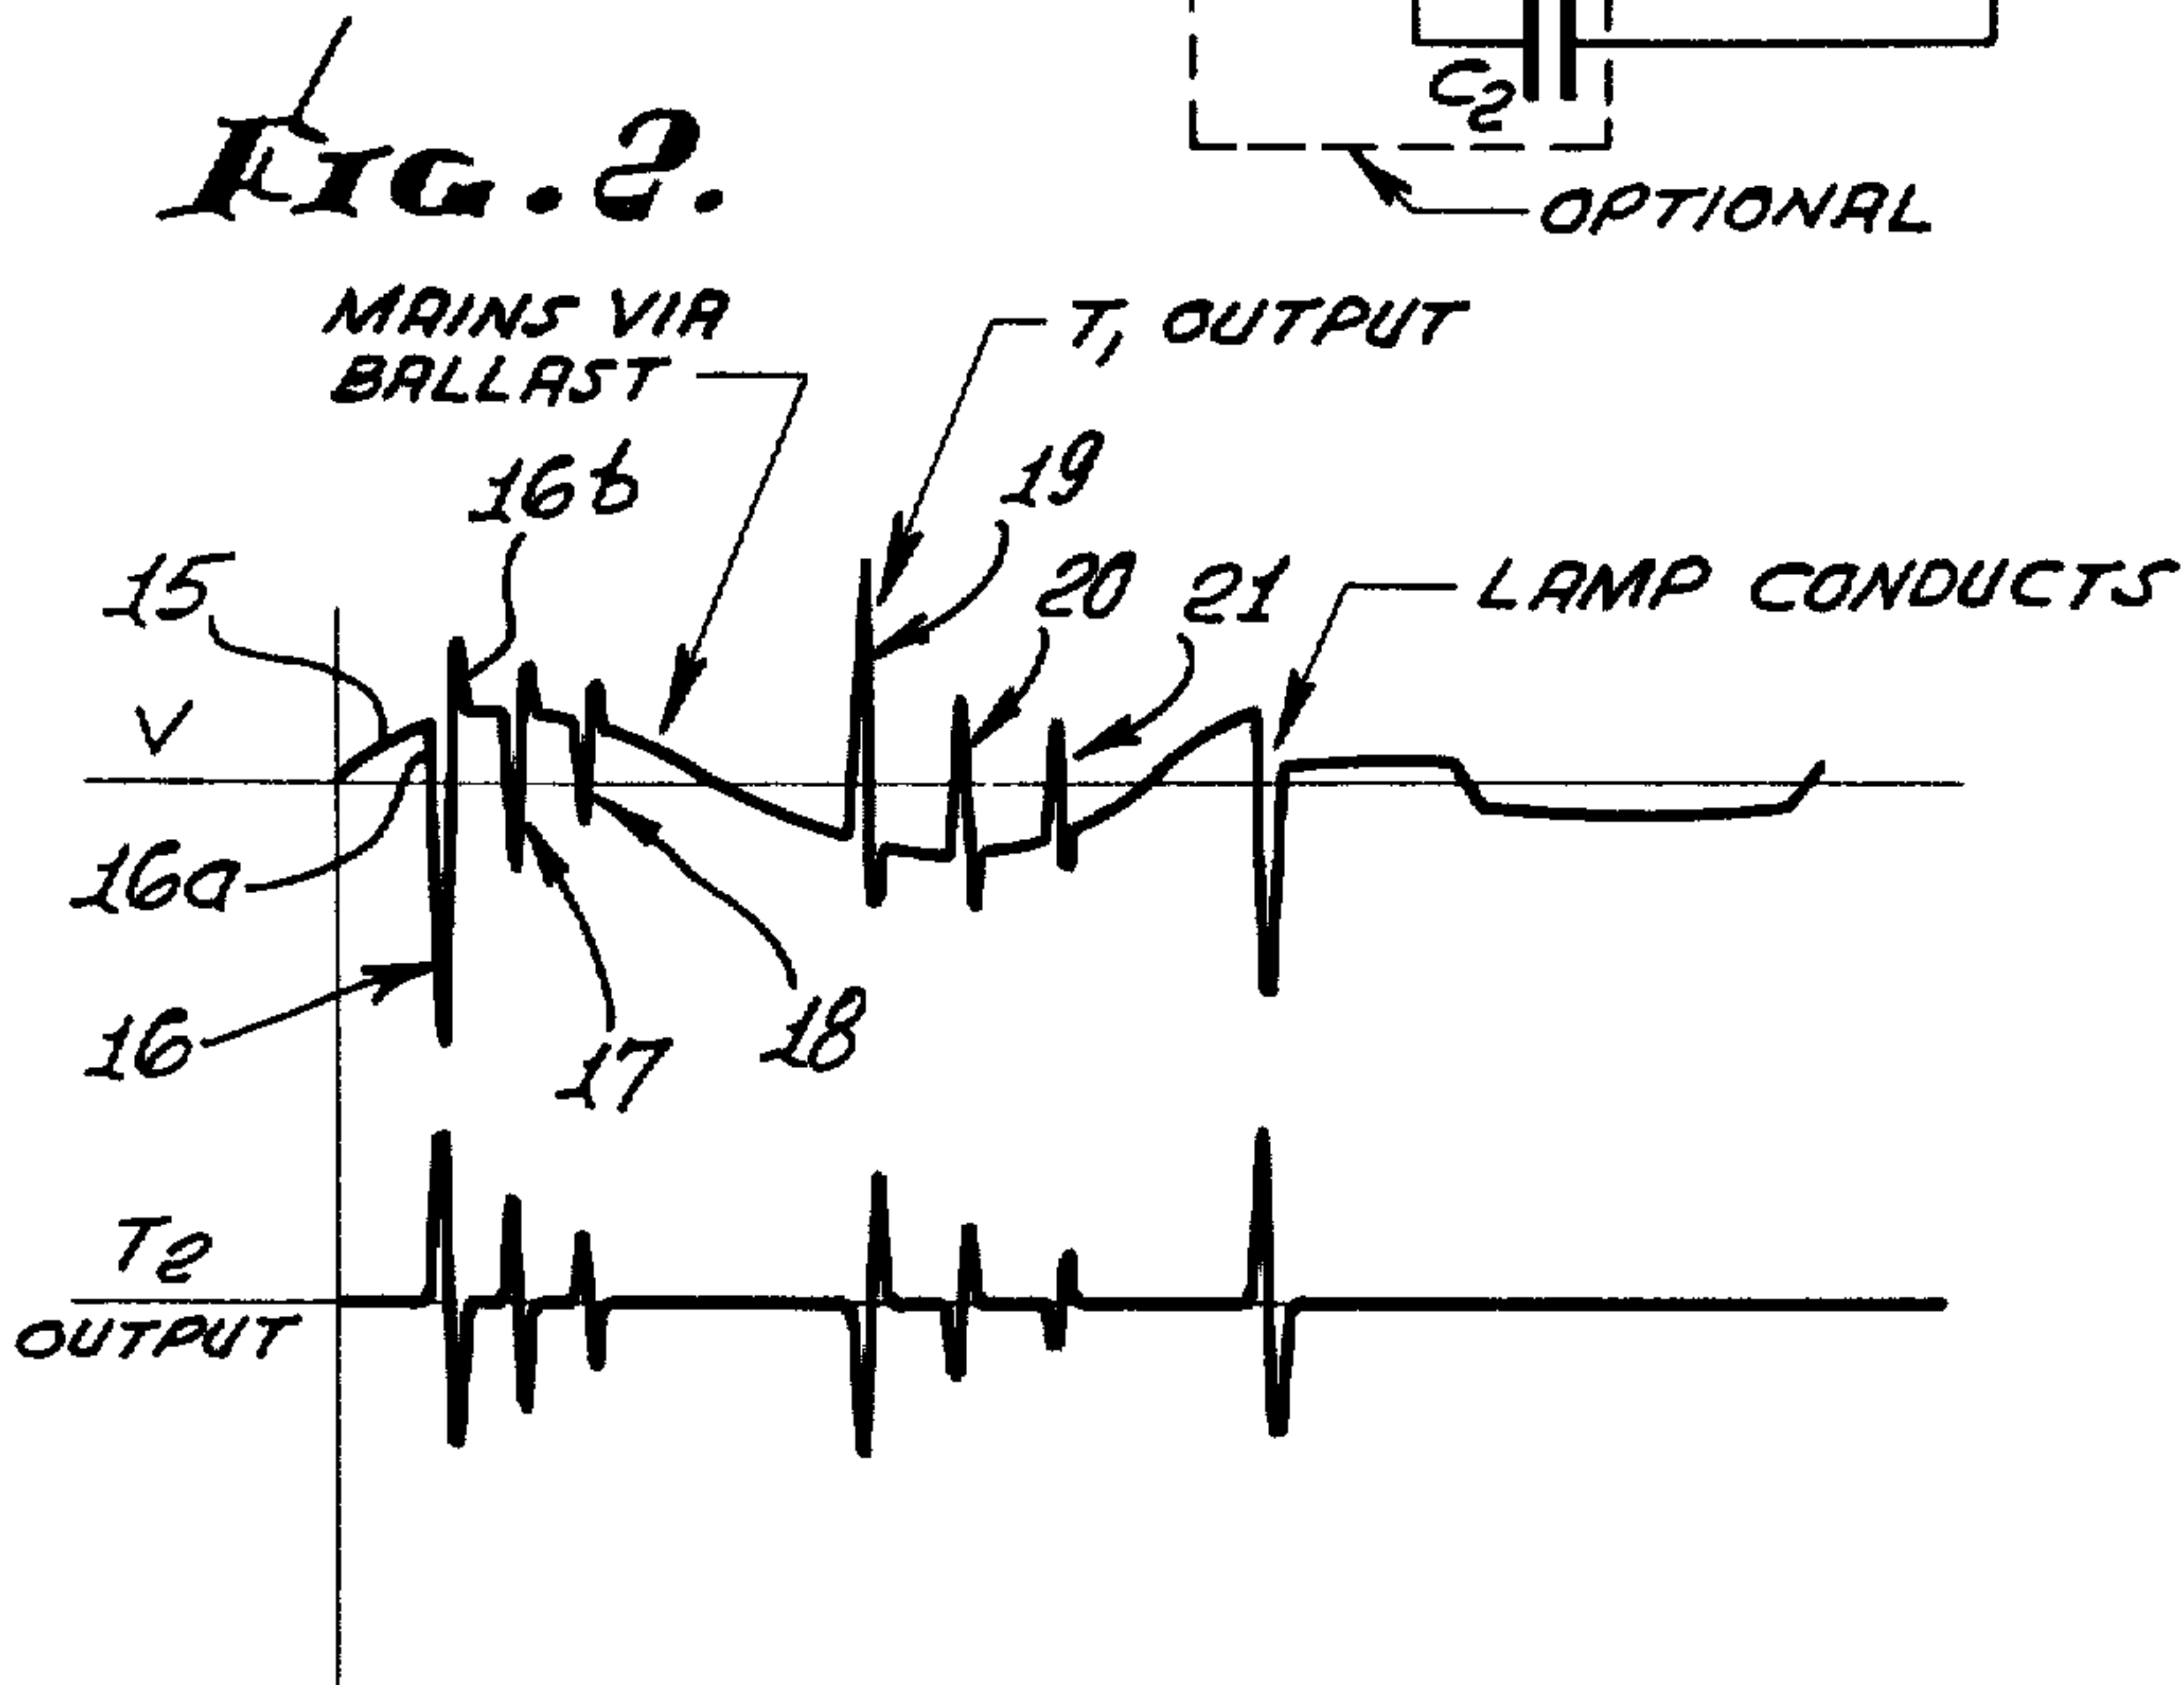 C2
OPTIONAL
FIG. 2.
MAINS VIA
BALLAST
T1 OUTPUT
16b
19
15
20
21
LAMP CONDUCTS
V
16a
16
17
18
T2
OUTPUT